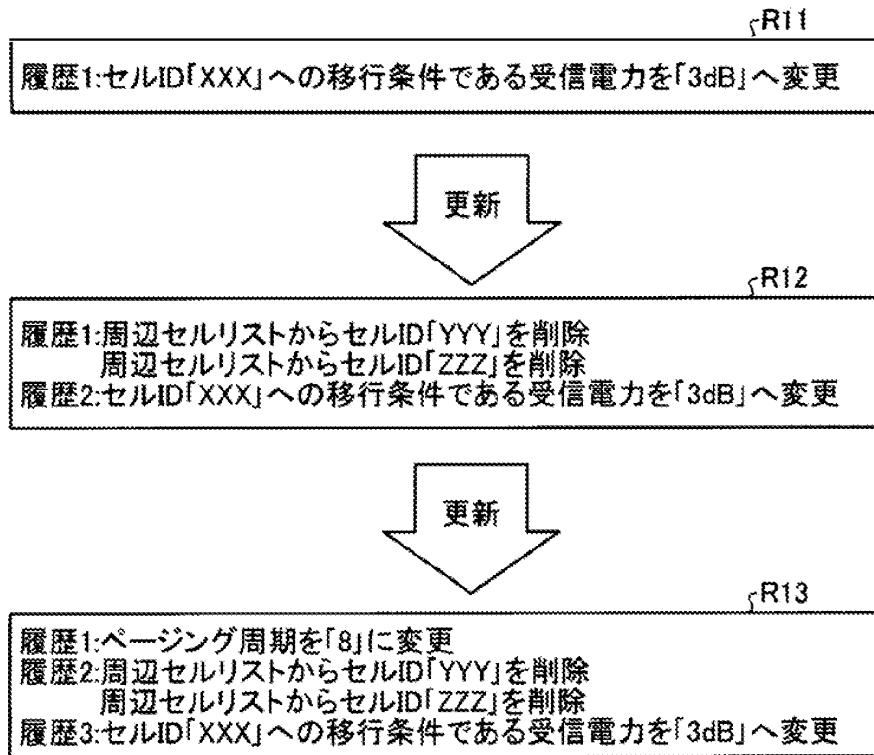 R11
履歴1:セルID「XXX」への移行条件である受信電力を「3dB」へ変更
更新
R12
履歴1:周辺セルリストからセルID「YYY」を削除
周辺セルリストからセルID「ZZZ」を削除
履歴2:セルID「XXX」への移行条件である受信電力を「3dB」へ変更
更新
R13
履歴1:ページング周期を「8」に変更
履歴2:周辺セルリストからセルID「YYY」を削除
周辺セルリストからセルID「ZZZ」を削除
履歴3:セルID「XXX」への移行条件である受信電力を「3dB」へ変更